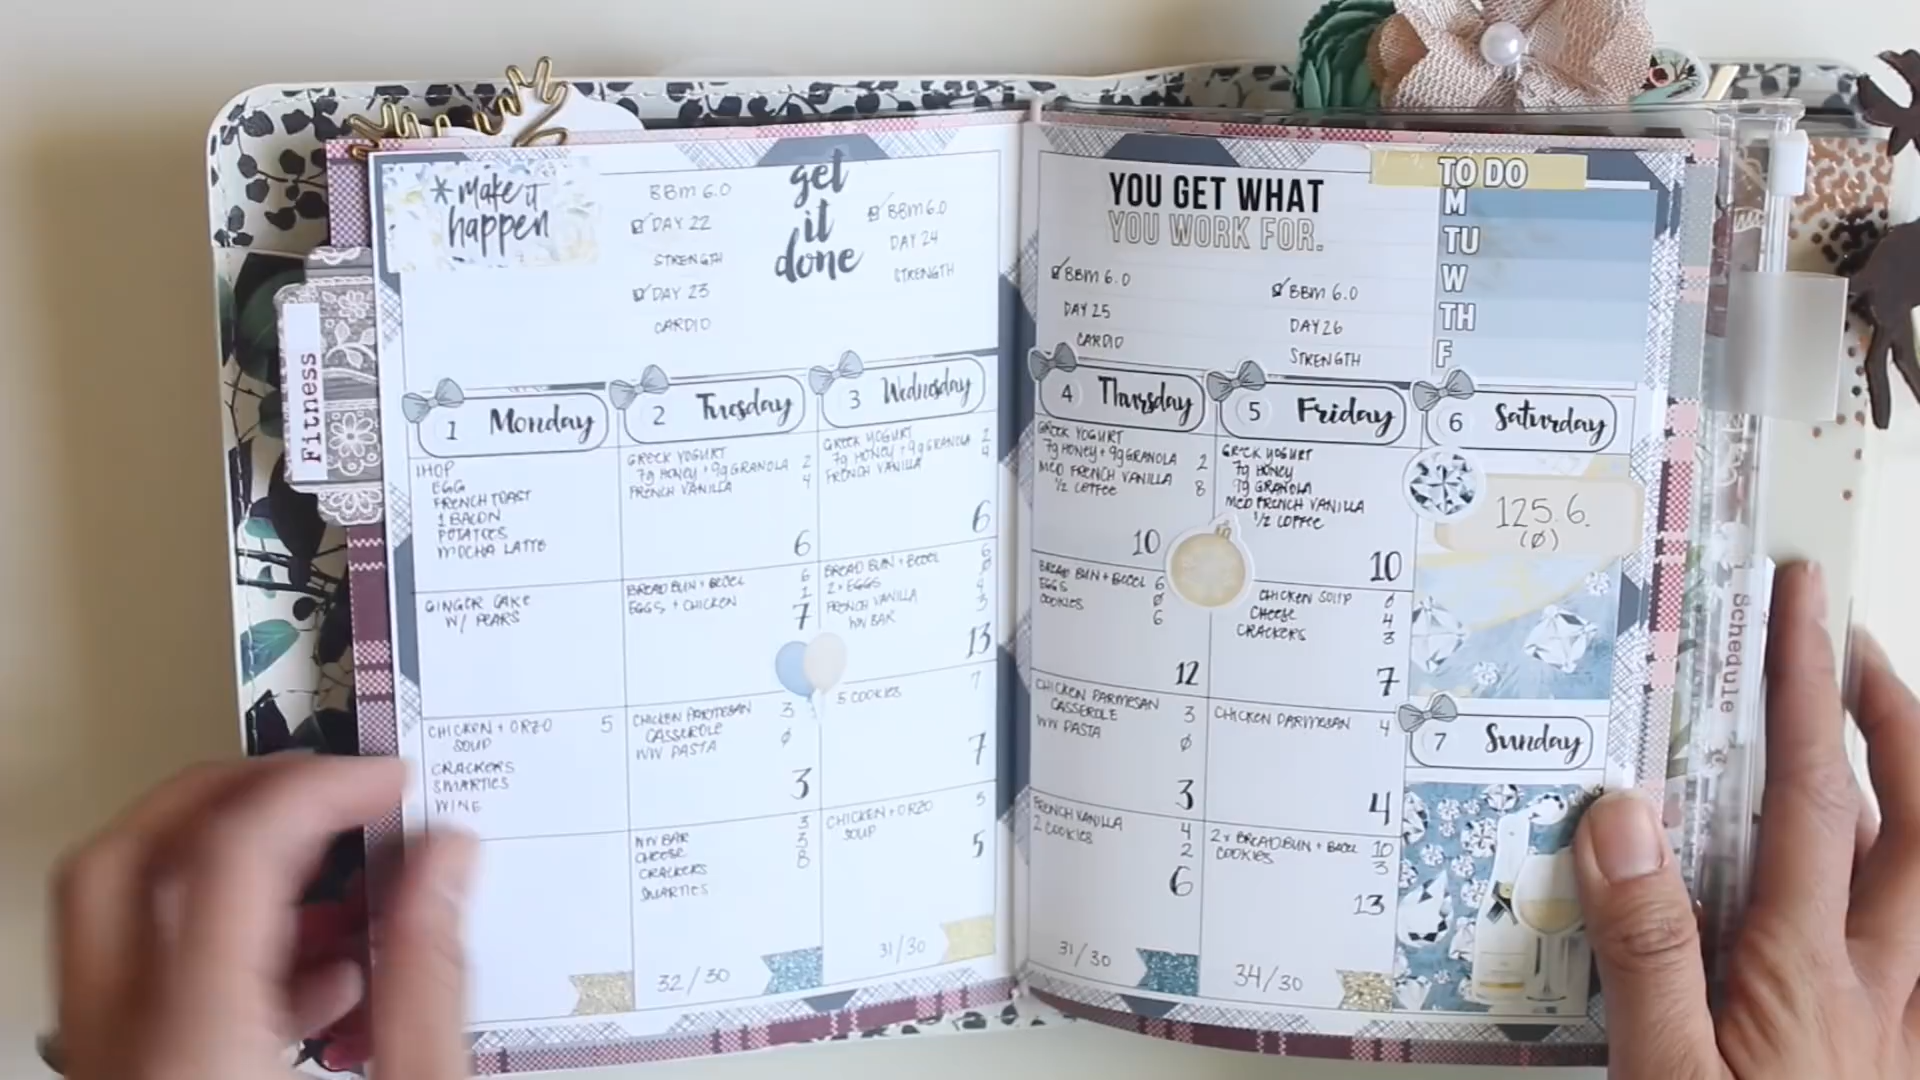 *make it
happen
BBM 6.0
DAY 22
STRENGTH
DAY 23
CARDIO
get
it
done
BBM 6.0
DAY 24
STRENGTH
YOU GET WHAT
YOU WORK FOR.
BBM 6.0
DAY 25
CARDIO
BBM 6.0
DAY 26
STRENGTH
TO DO
M
TU
W
TH
F
Fitness
1 Monday
IHOP
EGG
FRENCH TOAST
1 BACON
POTATOES
MOCHA LATTE
GINGER CAKE
W/ PEARS
CHICKEN + ORZO 5
SOUP
CRACKERS
SMARTIES
WINE
2 Tuesday
GREEK YOGURT
7g HONEY + 9g GRANOLA 2
FRENCH VANILLA 4
6
BREAD BUN + BECEL 6
EGGS + CHICKEN 1
7
CHICKEN PARMESAN 3
CASSEROLE
WW PASTA Ø
3
3
WW BAR 3
CHEESE 8
CRACKERS
SMARTIES
32/30
3 Wednesday
GREEK YOGURT 2
7g HONEY + 9g GRANOLA 4
FRENCH VANILLA
6
BREAD BUN + BECEL 6
2 x EGGS Ø
FRENCH VANILLA 4
WW BAR 3
13
5 COOKIES 7
7
CHICKEN + ORZO 5
SOUP
5
31/30
4 Thursday
GREEK YOGURT
7g HONEY + 9g GRANOLA 2
MED FRENCH VANILLA 8
1/2 COFFEE
10
BREAD BUN + BECEL 6
EGGS Ø
COOKIES 6
12
CHICKEN PARMESAN 3
CASSEROLE
WW PASTA Ø
3
FRENCH VANILLA 4
2 COOKIES 2
6
31/30
5 Friday
GREEK YOGURT
7g HONEY
9g GRANOLA
MED FRENCH VANILLA
1/2 COFFEE
10
CHICKEN SOUP Ø
CHEESE 4
CRACKERS 3
7
CHICKEN PARMESAN 4
4
2 x BREAD BUN + BECEL 10
COOKIES 3
13
34/30
6 Saturday
125.6.
(Ø)
7 Sunday
Schedule